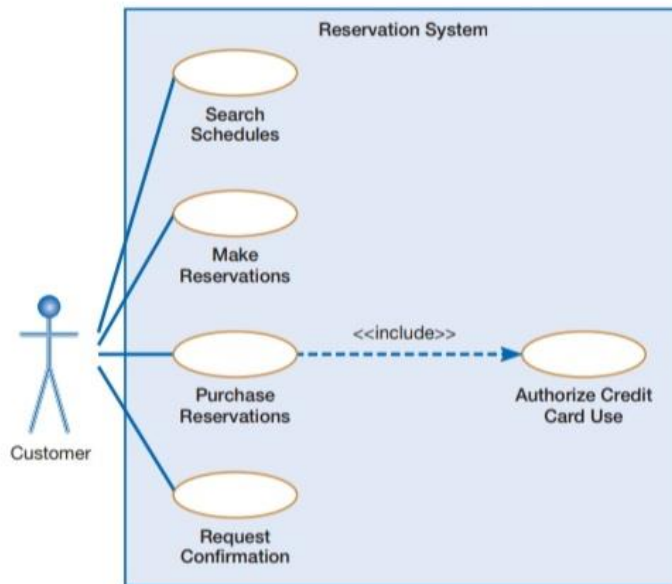 Reservation System
Search
Schedules
Make
Reservations
<<include>>
Purchase
Reservations
Authorize Credit
Card Use
Customer
Request
Confirmation